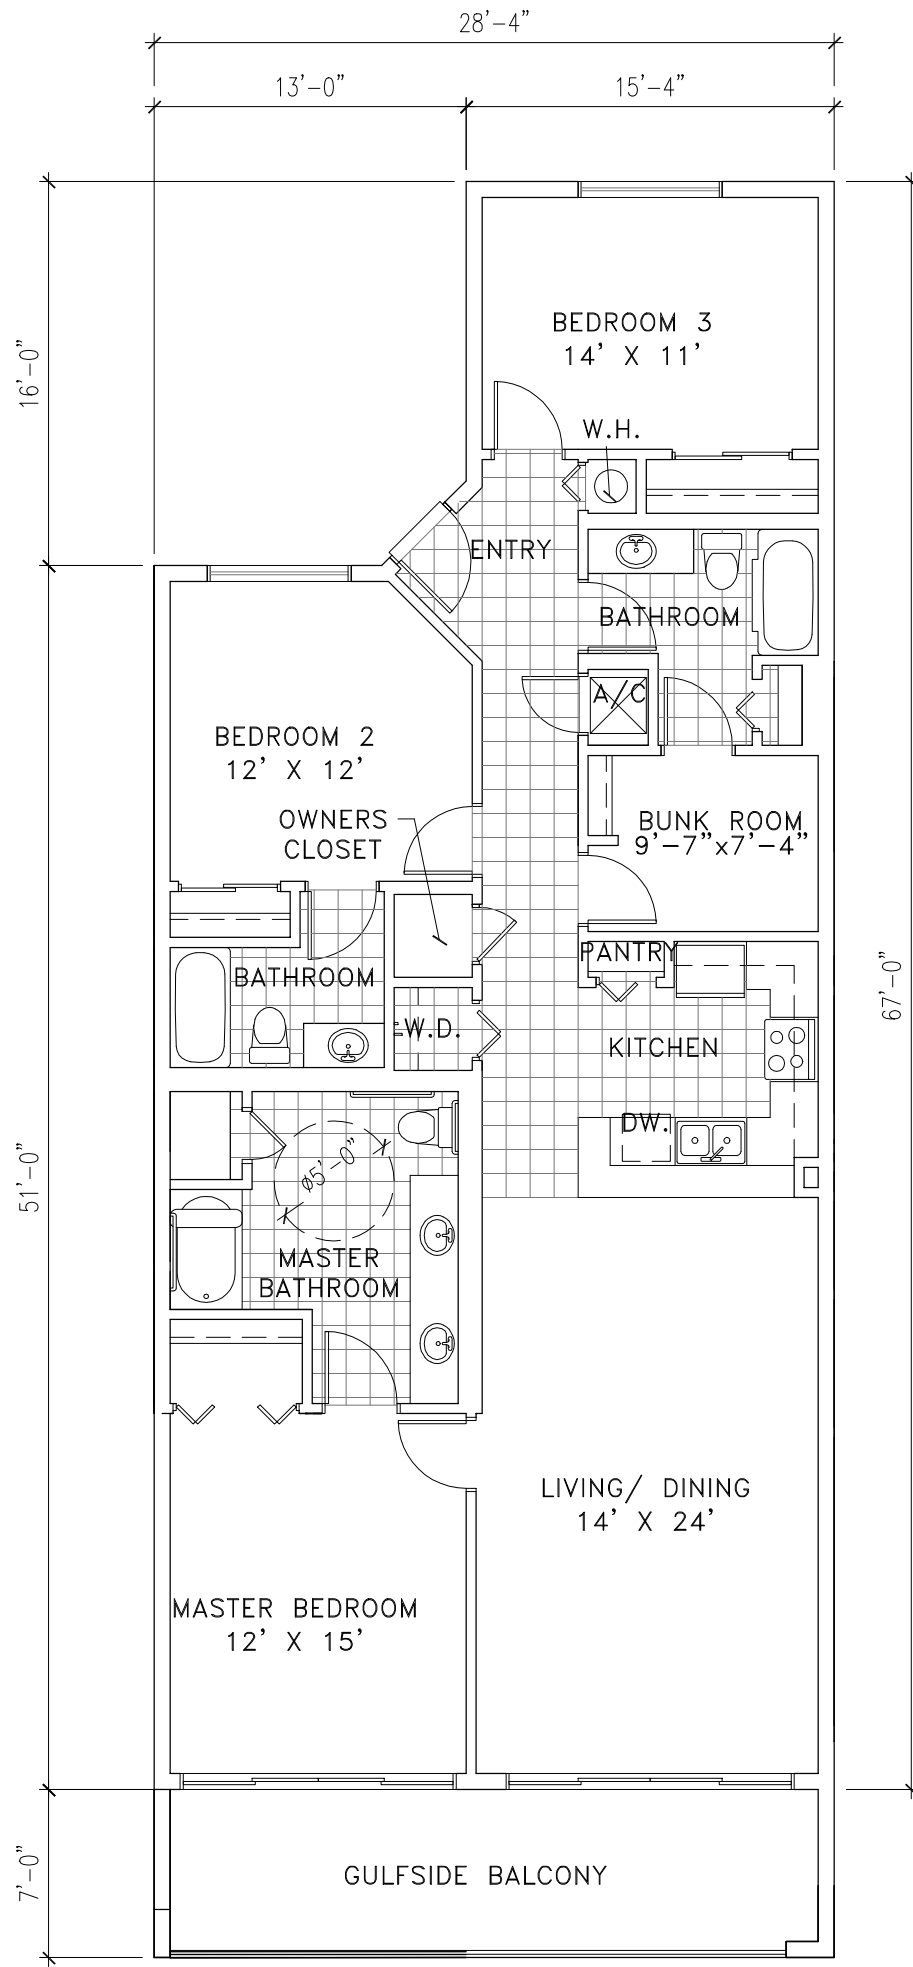 28'-4"
13'-0"
15'-4"
16'-0"
BEDROOM 3
14' X 11'
W.H.
ENTRY
BATHROOM
A/C
BEDROOM 2
12' X 12'
OWNERS
CLOSET
BUNK ROOM
9'-7"x7'-4"
PANTRY
BATHROOM
67'-0"
W.D.
KITCHEN
DW.
51'-0"
ø5'-0"
MASTER
BATHROOM
LIVING/ DINING
14' X 24'
MASTER BEDROOM
12' X 15'
7'-0"
GULFSIDE BALCONY